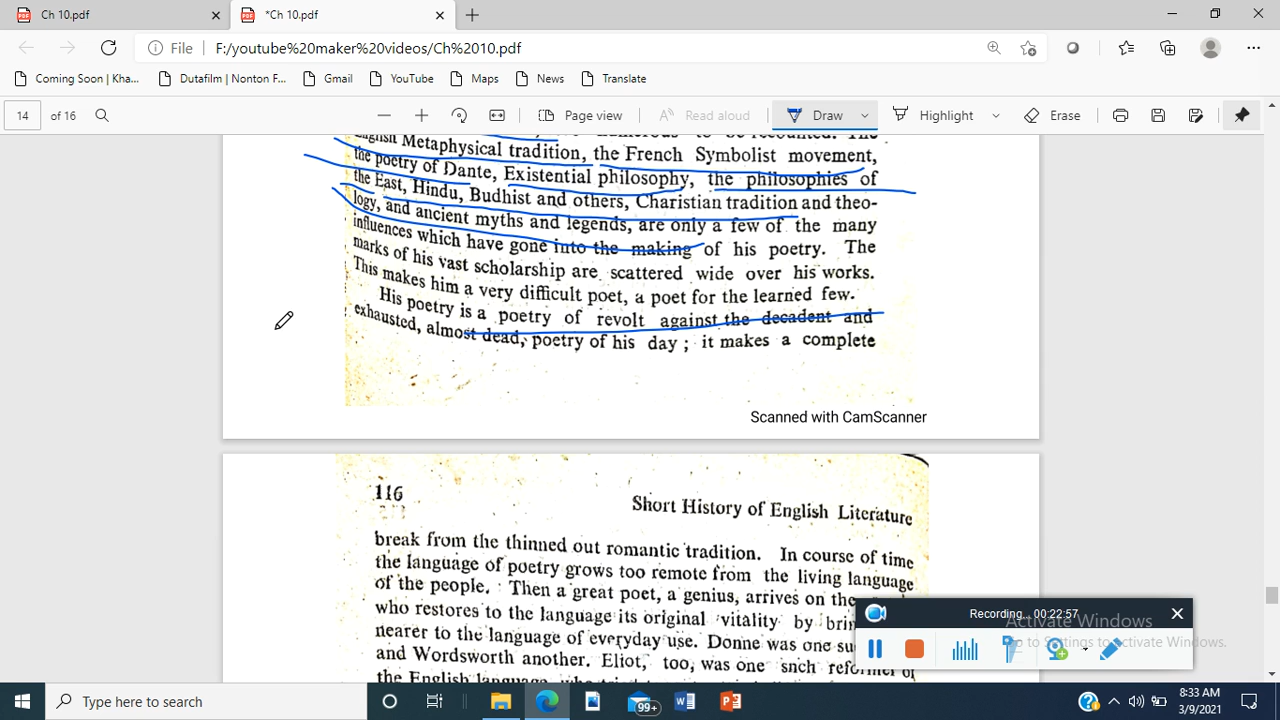 Ch 10.pdf
*Ch 10.pdf
File F:/youtube%20maker%20videos/Ch%2010.pdf
Coming Soon | Kha... Dutafilm | Nonton F... Gmail YouTube Maps News Translate
14 of 16 Page view Read aloud Draw Highlight Erase
numerous to be recounted. The
English Metaphysical tradition, the French Symbolist movement,
the poetry of Dante, Existential philosophy, the philosophies of
the East, Hindu, Budhist and others, Charistian tradition and theo-
logy, and ancient myths and legends, are only a few of the many
influences which have gone into the making of his poetry. The
marks of his vast scholarship are scattered wide over his works.
This makes him a very difficult poet, a poet for the learned few.
His poetry is a poetry of revolt against the decadent and
exhausted, almost dead, poetry of his day ; it makes a complete
Scanned with CamScanner
116 Short History of English Literature
break from the thinned out romantic tradition. In course of time
the language of poetry grows too remote from the living language
of the people. Then a great poet, a genius, arrives on the
who restores to the language its original vitality by
nearer to the language of everyday use. Donne was one
and Wordsworth another. Eliot, too, was one snch reformer of
the English language
Recording... 00:22:57
Activate Windows
Go to Settings to activate Windows.
Type here to search
99+
8:33 AM
3/9/2021